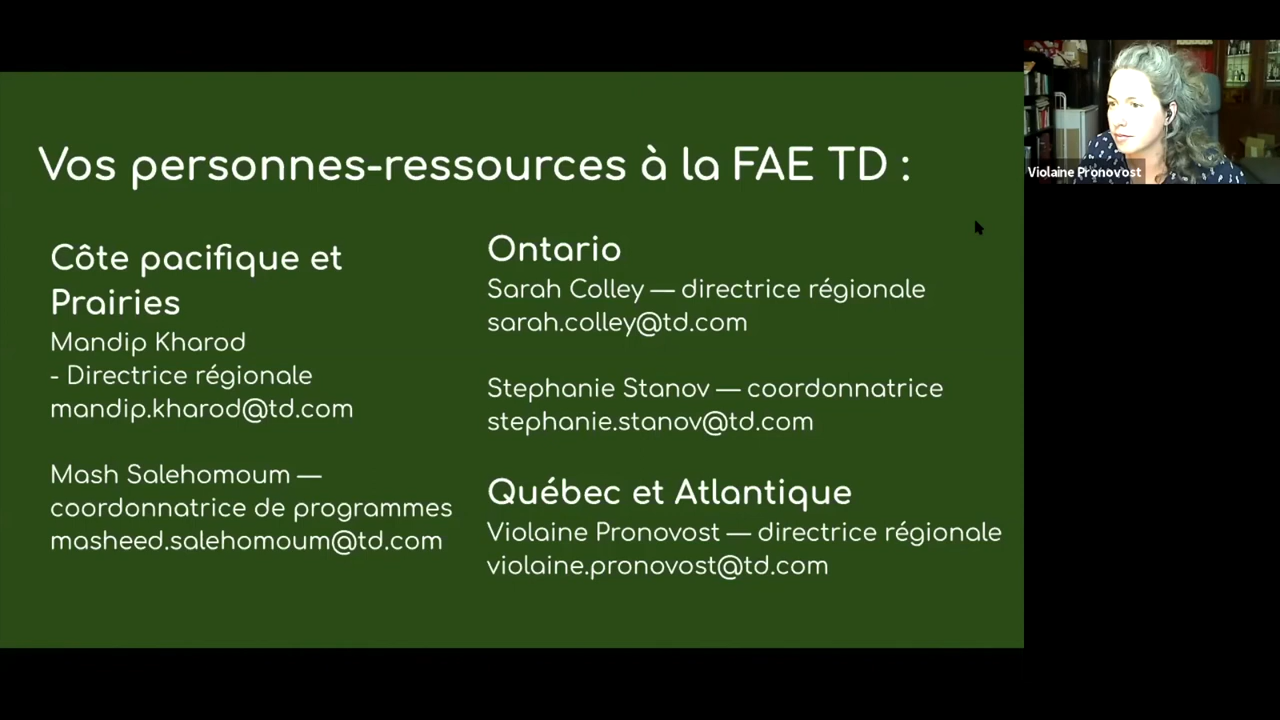 Vos personnes-ressources à la FAE TD :
Côte pacifique et
Prairies
Mandip Kharod
- Directrice régionale
mandip.kharod@td.com
Mash Salehomoum —
coordonnatrice de programmes
masheed.salehomoum@td.com
Ontario
Sarah Colley — directrice régionale
sarah.colley@td.com
Stephanie Stanov — coordonnatrice
stephanie.stanov@td.com
Québec et Atlantique
Violaine Pronovost — directrice régionale
violaine.pronovost@td.com
Violaine Pronovost